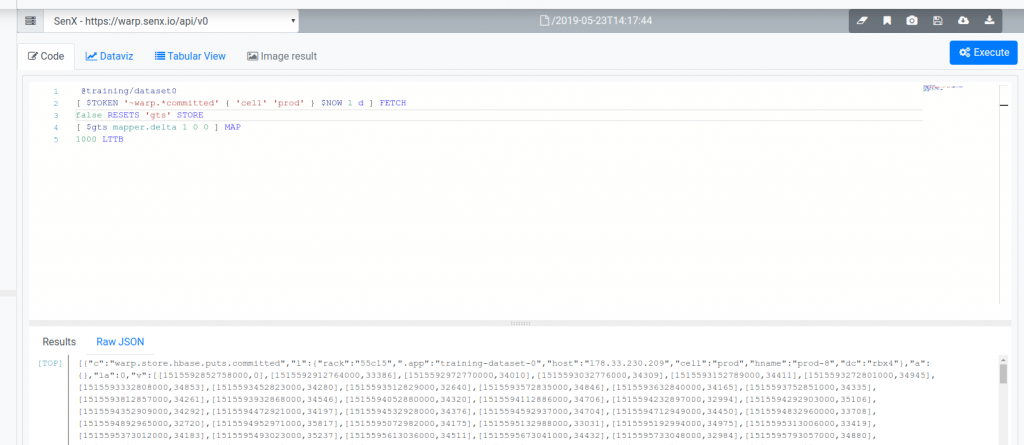 SenX - https://warp.senx.io/api/v0
/2019-05-23T14:17:44
Code
Dataviz
Tabular View
Image result
Execute
1 @training/dataset0
2 [ $TOKEN '~warp.*committed' { 'cell' 'prod' } $NOW 1 d ] FETCH
3 false RESETS 'gts' STORE
4 [ $gts mapper.delta 1 0 0 ] MAP
5 1000 LTTB
Results
Raw JSON
[TOP]
[{"c":"warp.store.hbase.puts.committed","l":{"rack":"55c15",".app":"training-dataset-0","host":"178.33.230.209","cell":"prod","hname":"prod-8","dc":"rbx4"},"a":
{},"la":0,"v":[[1515592852758000,0],[1515592912764000,33386],[1515592972770000,34010],[1515593032776000,34309],[1515593152789000,34411],[1515593272801000,34945],
[1515593332808000,34853],[1515593452823000,34280],[1515593512829000,32640],[1515593572835000,34846],[1515593632840000,34165],[1515593752851000,34335],
[1515593812857000,34261],[1515593932868000,34546],[1515594052880000,34320],[1515594112886000,34706],[1515594232897000,32994],[1515594292903000,35106],
[1515594352909000,34292],[1515594472921000,34197],[1515594532928000,34376],[1515594592937000,34704],[1515594712949000,34450],[1515594832960000,33708],
[1515594892965000,32720],[1515594952971000,35817],[1515595072982000,34175],[1515595132988000,33031],[1515595192994000,34975],[1515595313006000,33419],
[1515595373012000,34183],[1515595493023000,35237],[1515595613036000,34511],[1515595673041000,34432],[1515595733048000,32984],[1515595793057000,34880],